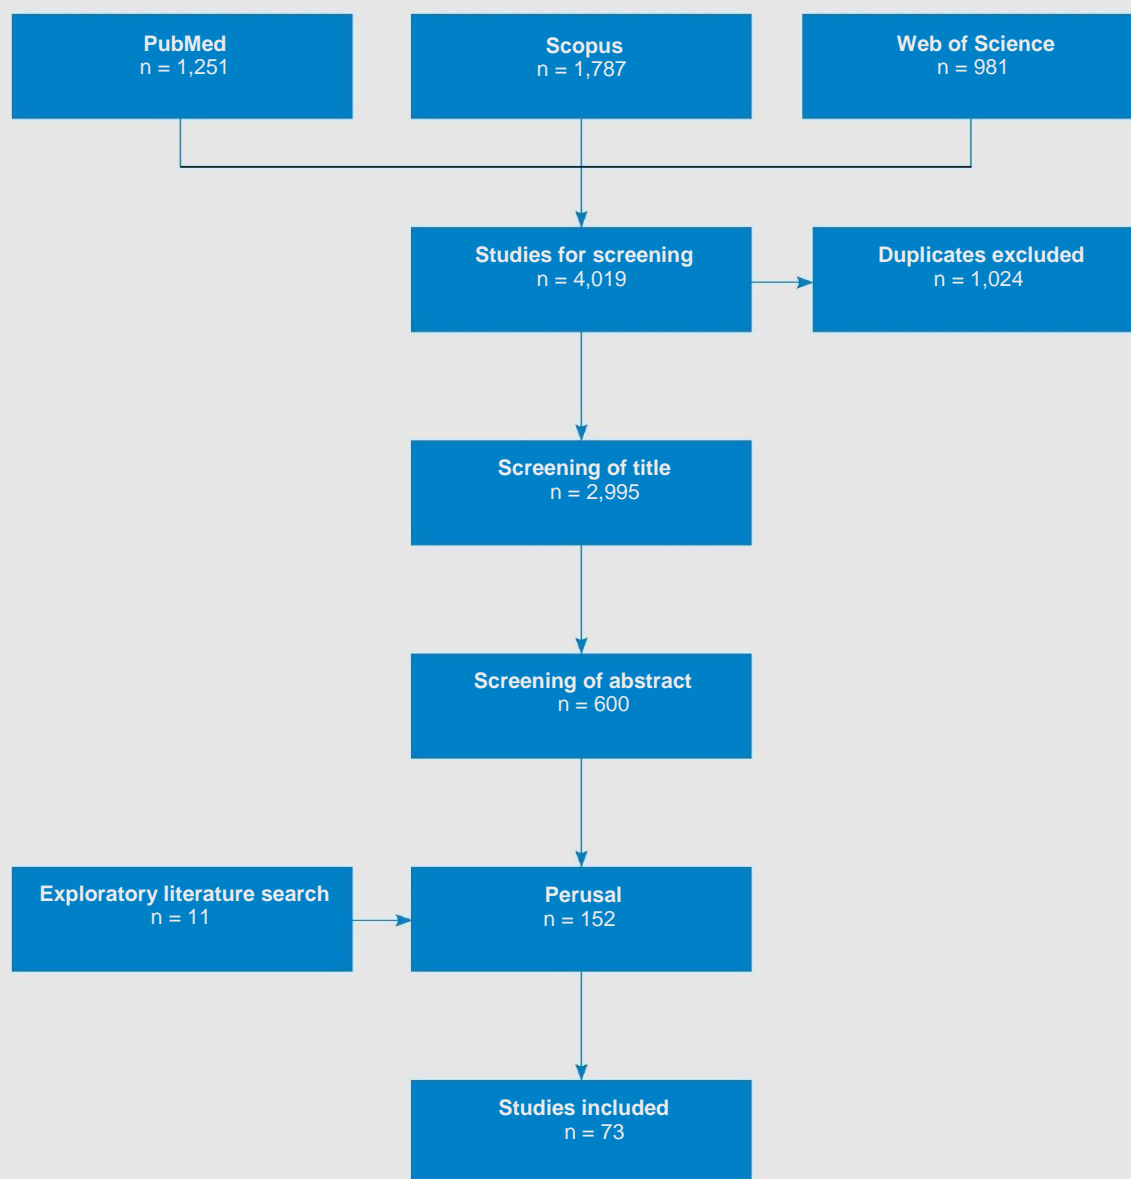 PubMed
n = 1,251
Scopus
n = 1,787
Web of Science
n = 981
Studies for screening
n = 4,019
Duplicates excluded
n = 1,024
Screening of title
n = 2,995
Screening of abstract
n = 600
Exploratory literature search
n = 11
Perusal
n = 152
Studies included
n = 73